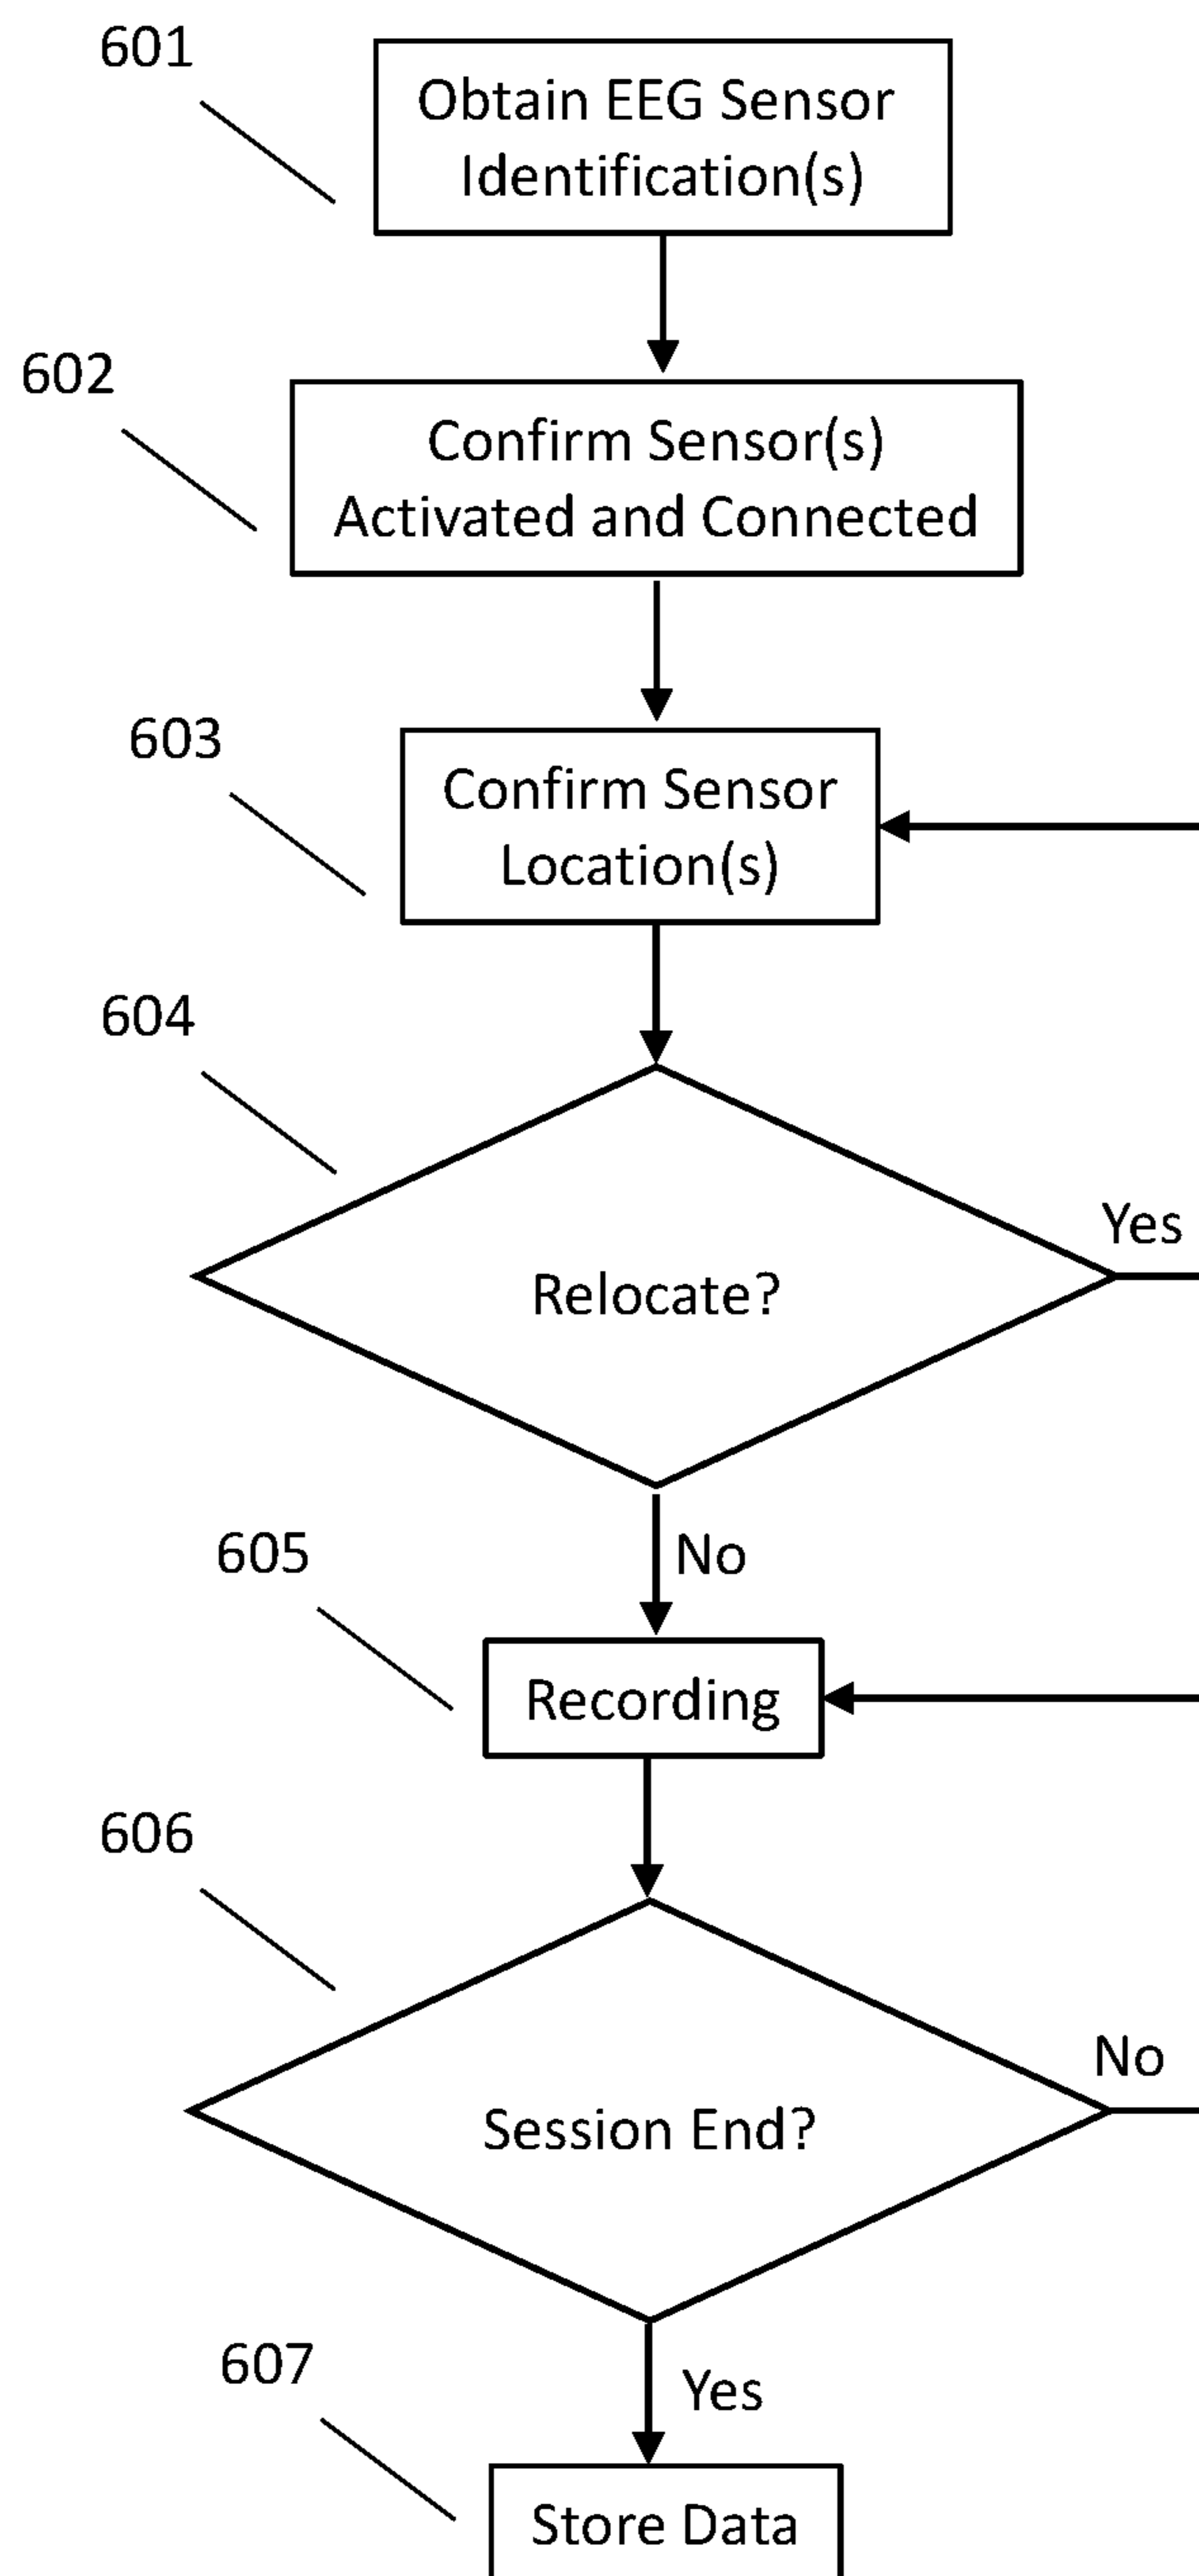 601
Obtain EEG Sensor
Identification(s)
602
Confirm Sensor(s)
Activated and Connected
603
Confirm Sensor
Location(s)
604
Relocate?
Yes
No
605
Recording
606
Session End?
No
Yes
607
Store Data